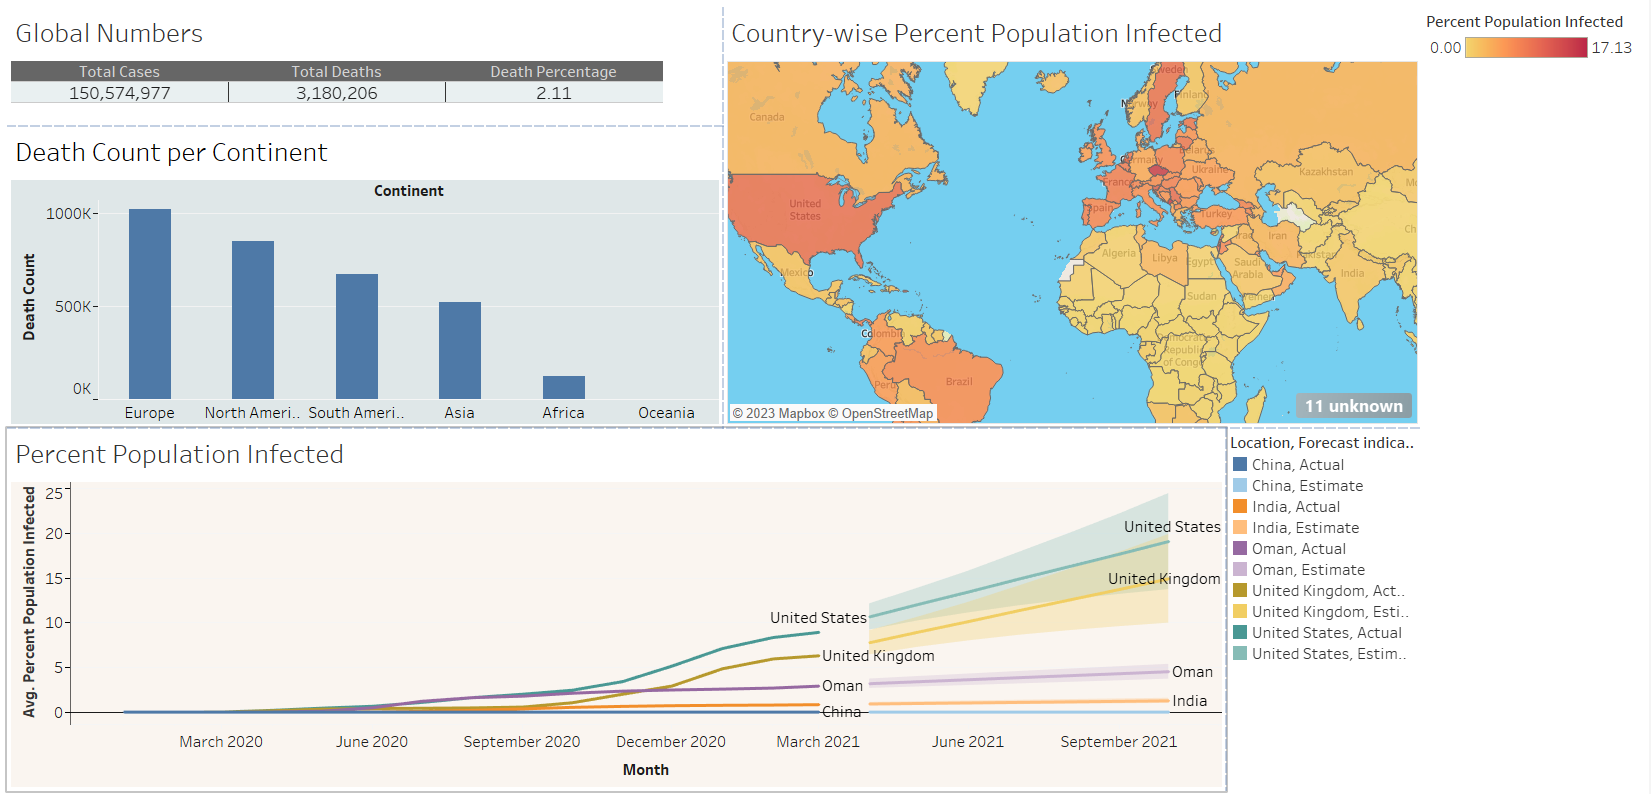 Global Numbers
Total Cases Total Deaths Death Percentage
150,574,977 3,180,206 2.11
Death Count per Continent
Continent
1000K
500K
0K
Death Count
Europe North Ameri.. South Ameri.. Asia Africa Oceania
Country-wise Percent Population Infected
Percent Population Infected
0.00 17.13
Sweden
Finland
Norway
Canada
Belarus
Germany
Ukraine
Kazakhstan
France
United States
Spain
Turkey
Iraq
Iran
Algeria
Libya
Egypt
Pakistan
Saudi Arabia
India
Mexico
Sudan
Yemen
Colombia
Democratic Republic of Congo
Peru
Brazil
11 unknown
© 2023 Mapbox © OpenStreetMap
Percent Population Infected
Avg. Percent Population Infected
25
20
15
10
5
0
United States
United Kingdom
United States
United Kingdom
Oman
Oman
India
China
March 2020 June 2020 September 2020 December 2020 March 2021 June 2021 September 2021
Month
Location, Forecast indica..
China, Actual
China, Estimate
India, Actual
India, Estimate
Oman, Actual
Oman, Estimate
United Kingdom, Act..
United Kingdom, Esti..
United States, Actual
United States, Estim..